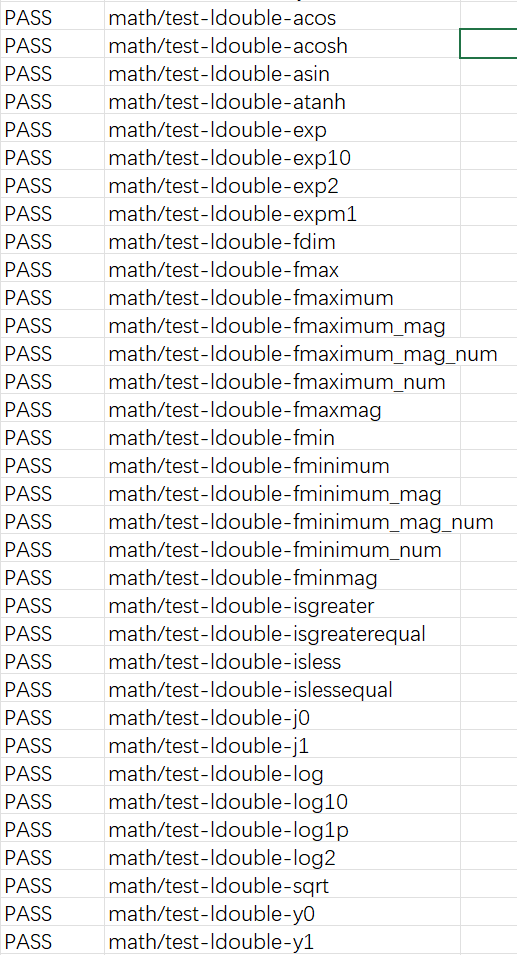 PASS math/test-ldouble-acos
PASS math/test-ldouble-acosh
PASS math/test-ldouble-asin
PASS math/test-ldouble-atanh
PASS math/test-ldouble-exp
PASS math/test-ldouble-exp10
PASS math/test-ldouble-exp2
PASS math/test-ldouble-expm1
PASS math/test-ldouble-fdim
PASS math/test-ldouble-fmax
PASS math/test-ldouble-fmaximum
PASS math/test-ldouble-fmaximum_mag
PASS math/test-ldouble-fmaximum_mag_num
PASS math/test-ldouble-fmaximum_num
PASS math/test-ldouble-fmaxmag
PASS math/test-ldouble-fmin
PASS math/test-ldouble-fminimum
PASS math/test-ldouble-fminimum_mag
PASS math/test-ldouble-fminimum_mag_num
PASS math/test-ldouble-fminimum_num
PASS math/test-ldouble-fminmag
PASS math/test-ldouble-isgreater
PASS math/test-ldouble-isgreaterequal
PASS math/test-ldouble-isless
PASS math/test-ldouble-islessequal
PASS math/test-ldouble-j0
PASS math/test-ldouble-j1
PASS math/test-ldouble-log
PASS math/test-ldouble-log10
PASS math/test-ldouble-log1p
PASS math/test-ldouble-log2
PASS math/test-ldouble-sqrt
PASS math/test-ldouble-y0
PASS math/test-ldouble-y1